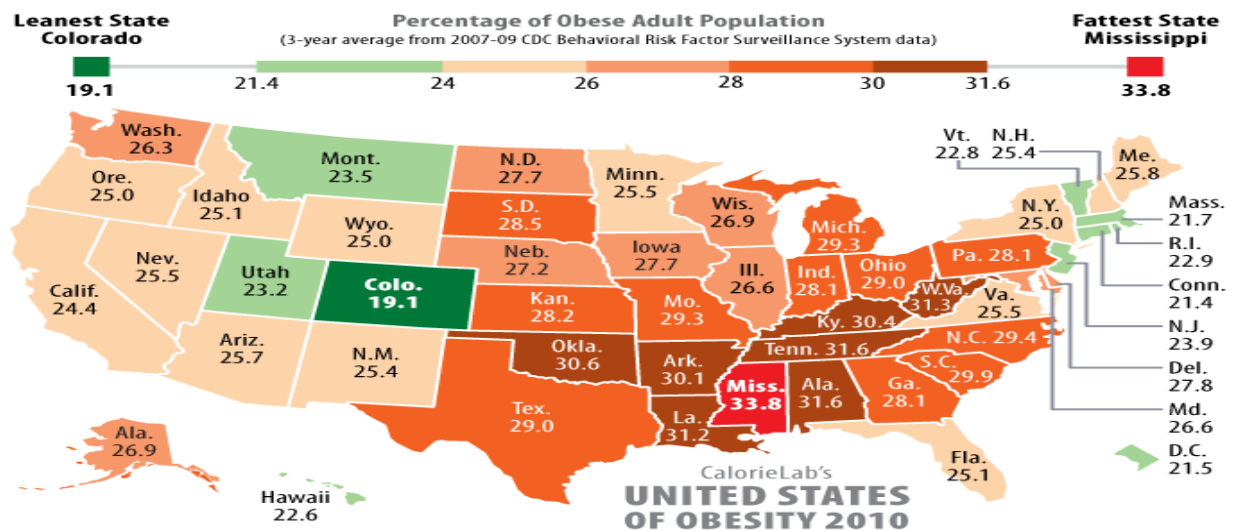 Leanest State
Colorado
Percentage of Obese Adult Population
(3-year average from 2007-09 CDC Behavioral Risk Factor Surveillance System data)
Fattest State
Mississippi
19.1
21.4
24
26
28
30
31.6
33.8
Wash.
26.3
Ore.
25.0
Idaho
25.1
Mont.
23.5
Wyo.
25.0
Nev.
25.5
Utah
23.2
Colo.
19.1
Calif.
24.4
Ariz.
25.7
N.M.
25.4
N.D.
27.7
S.D.
28.5
Neb.
27.2
Kan.
28.2
Okla.
30.6
Tex.
29.0
Minn.
25.5
Iowa
27.7
Mo.
29.3
Ark.
30.1
La.
31.2
Wis.
26.9
Ill.
26.6
Mich.
29.3
Ind.
28.1
Ohio
29.0
Ky. 30.4
Tenn. 31.6
Miss.
33.8
Ala.
31.6
Ga.
28.1
Fla.
25.1
S.C.
29.9
N.C. 29.4
Va.
25.5
W.Va.
31.3
Pa. 28.1
N.Y.
25.0
Vt.
22.8
N.H.
25.4
Me.
25.8
Mass.
21.7
R.I.
22.9
Conn.
21.4
N.J.
23.9
Del.
27.8
Md.
26.6
D.C.
21.5
Ala.
26.9
Hawaii
22.6
CalorieLab's
UNITED STATES
OF OBESITY 2010